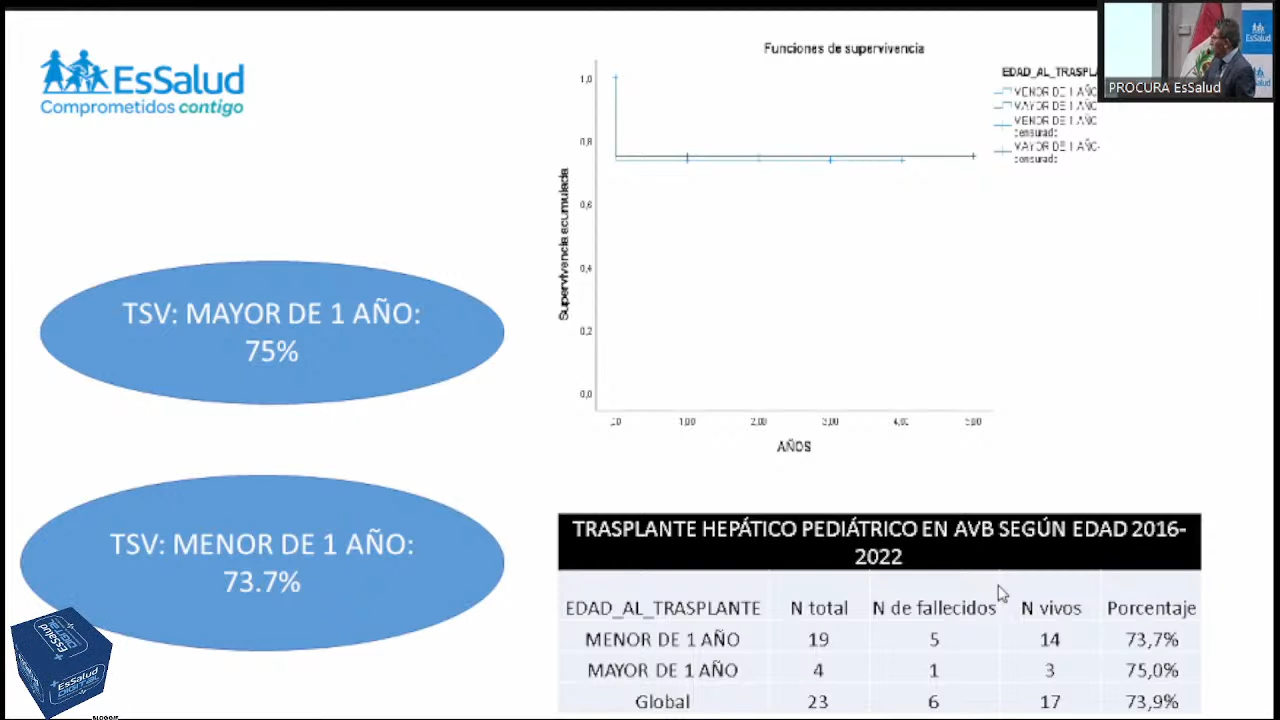 EsSalud
Comprometidos contigo
PROCURA EsSalud
EsSalud
Funciones de supervivencia
EDAD_AL_TRASPL
MENOR DE 1 AÑO
MAYOR DE 1 AÑO
MENOR DE 1 AÑO-
censurado
MAYOR DE 1 AÑO-
censurado
Supervivencia acumulada
1,0
0,8
0,6
0,4
0,2
0,0
,00
1,00
2,00
3,00
4,00
5,00
AÑOS
TSV: MAYOR DE 1 AÑO:
75%
TSV: MENOR DE 1 AÑO:
73.7%
TRASPLANTE HEPÁTICO PEDIÁTRICO EN AVB SEGÚN EDAD 2016-
2022
EDAD_AL_TRASPLANTE N total N de fallecidos N vivos Porcentaje
MENOR DE 1 AÑO 19 5 14 73,7%
MAYOR DE 1 AÑO 4 1 3 75,0%
Global 23 6 17 73,9%
EsSalud
DIGITAL
EsSalud
DIGITAL